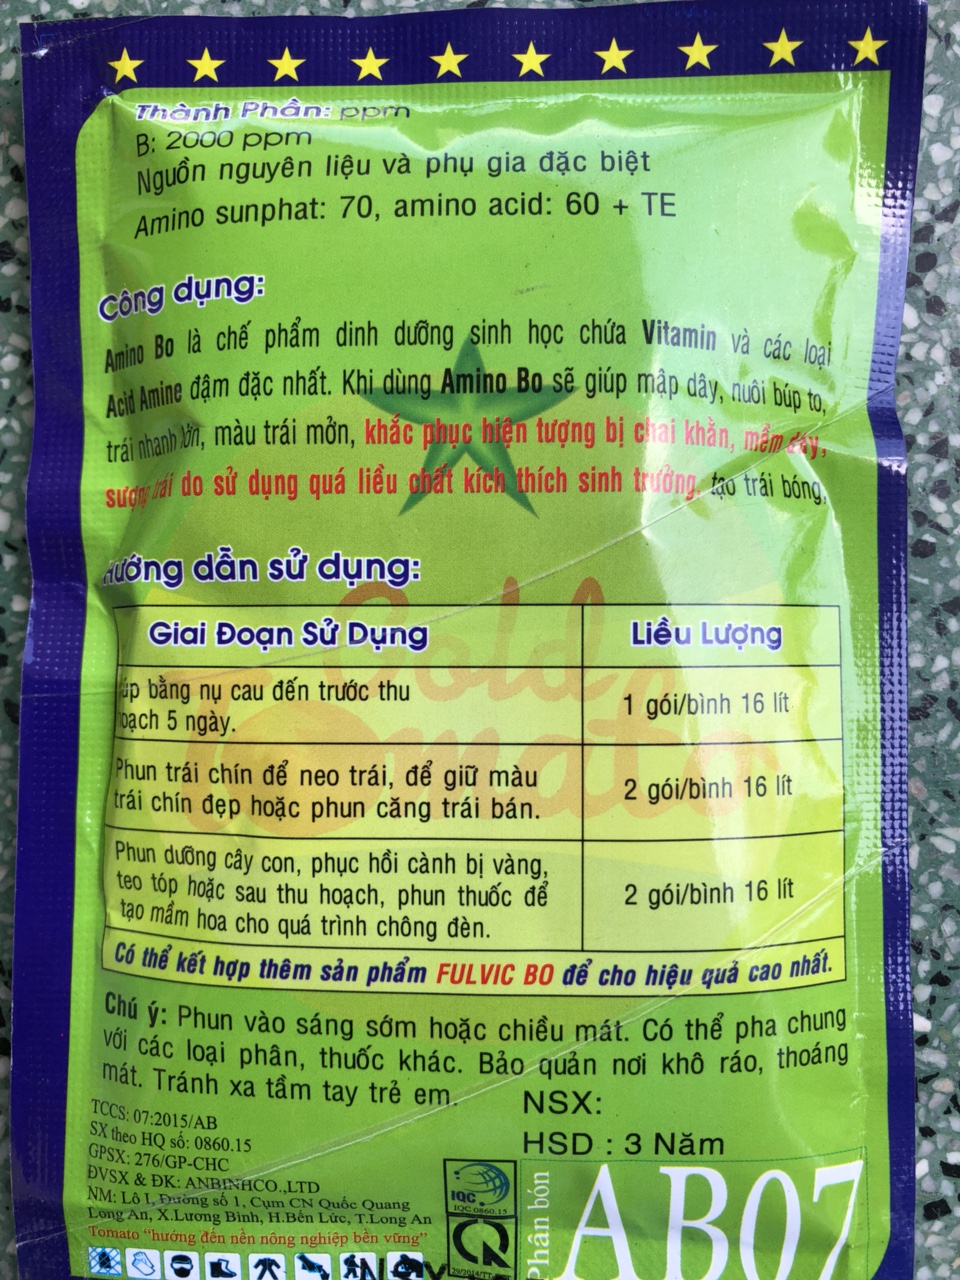 Thành Phần: ppm
B: 2000 ppm
Nguồn nguyên liệu và phụ gia đặc biệt
Amino sunphat: 70, amino acid: 60 + TE
Công dụng:
Amino Bo là chế phẩm dinh dưỡng sinh học chứa Vitamin và các loại
Acid Amine đậm đặc nhất. Khi dùng Amino Bo sẽ giúp mập dây, nuôi búp to,
trái nhanh lớn, màu trái mởn, khắc phục hiện tượng bị chai khằn, mềm dây,
sượng trái do sử dụng quá liều chất kích thích sinh trưởng, tạo trái bóng,
Hướng dẫn sử dụng:
Giai Đoạn Sử Dụng
Liều Lượng
úp bằng nụ cau đến trước thu
hoạch 5 ngày.
1 gói/bình 16 lít
Phun trái chín để neo trái, để giữ màu
trái chín đẹp hoặc phun căng trái bán.
2 gói/bình 16 lít
Phun dưỡng cây con, phục hồi cành bị vàng,
teo tóp hoặc sau thu hoạch, phun thuốc để
tạo mầm hoa cho quá trình chông đèn.
2 gói/bình 16 lít
Có thể kết hợp thêm sản phẩm FULVIC BO để cho hiệu quả cao nhất.
Chú ý: Phun vào sáng sớm hoặc chiều mát. Có thể pha chung
với các loại phân, thuốc khác. Bảo quản nơi khô ráo, thoáng
mát. Tránh xa tầm tay trẻ em.
NSX:
HSD : 3 Năm
TCCS: 07:2015/AB
SX theo HQ số: 0860.15
GPSX: 276/GP-CHC
ĐVSX & ĐK: ANBINHCO.,LTD
NM: Lô I, Đường số 1, Cụm CN Quốc Quang
Long An, X.Lương Bình, H.Bến Lức, T.Long An
Tomato "hướng đến nền nông nghiệp bền vững"
IQC
IQC 0860.15
Phân bón
AB07
Gold
Tomato
NSX